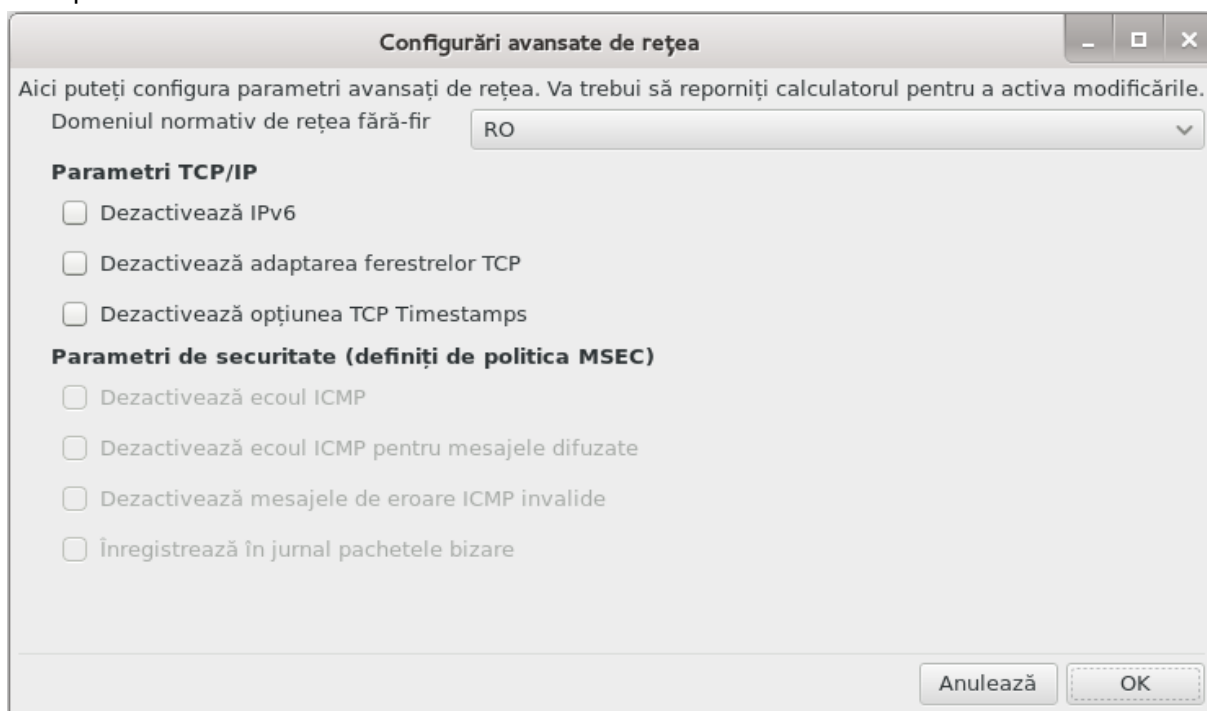 Configurări avansate de rețea
Aici puteți configura parametri avansați de rețea. Va trebui să reporniți calculatorul pentru a activa modificările.
Domeniul normativ de rețea fără-fir RO
Parametri TCP/IP
Dezactivează IPv6
Dezactivează adaptarea ferestrelor TCP
Dezactivează opțiunea TCP Timestamps
Parametri de securitate (definiți de politica MSEC)
Dezactivează ecoul ICMP
Dezactivează ecoul ICMP pentru mesajele difuzate
Dezactivează mesajele de eroare ICMP invalide
Înregistrează în jurnal pachetele bizare
Anulează OK